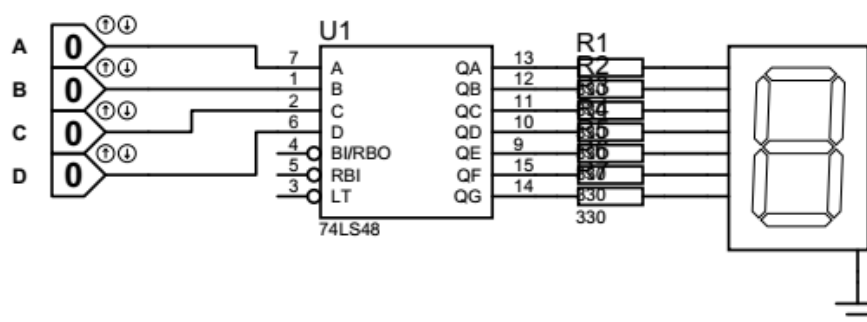 U1
R1
R2
A 0
7 A QA 13
B 0
1 B QB 12
C 0
2 C QC 11
6 D QD 10
D 0
4 BI/RBO QE 9
5 RBI QF 15
3 LT QG 14
330
74LS48
330